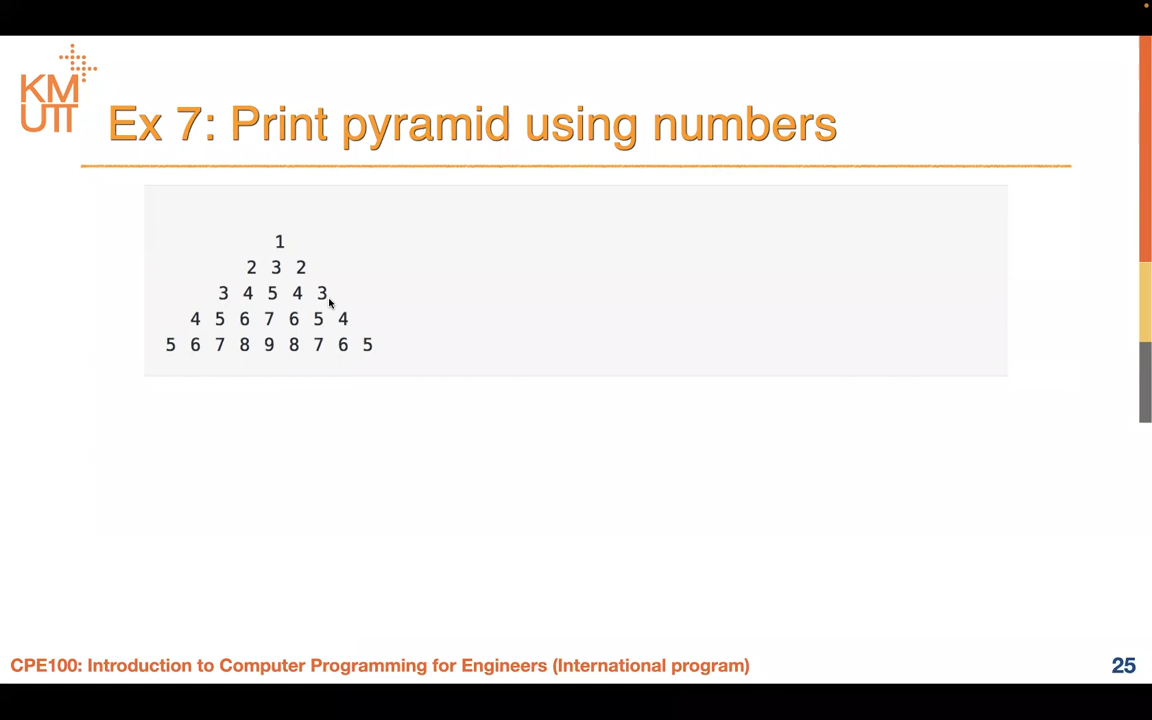 KM
UTT
Ex 7: Print pyramid using numbers
1
2 3 2
3 4 5 4 3
4 5 6 7 6 5 4
5 6 7 8 9 8 7 6 5
CPE100: Introduction to Computer Programming for Engineers (International program)
25